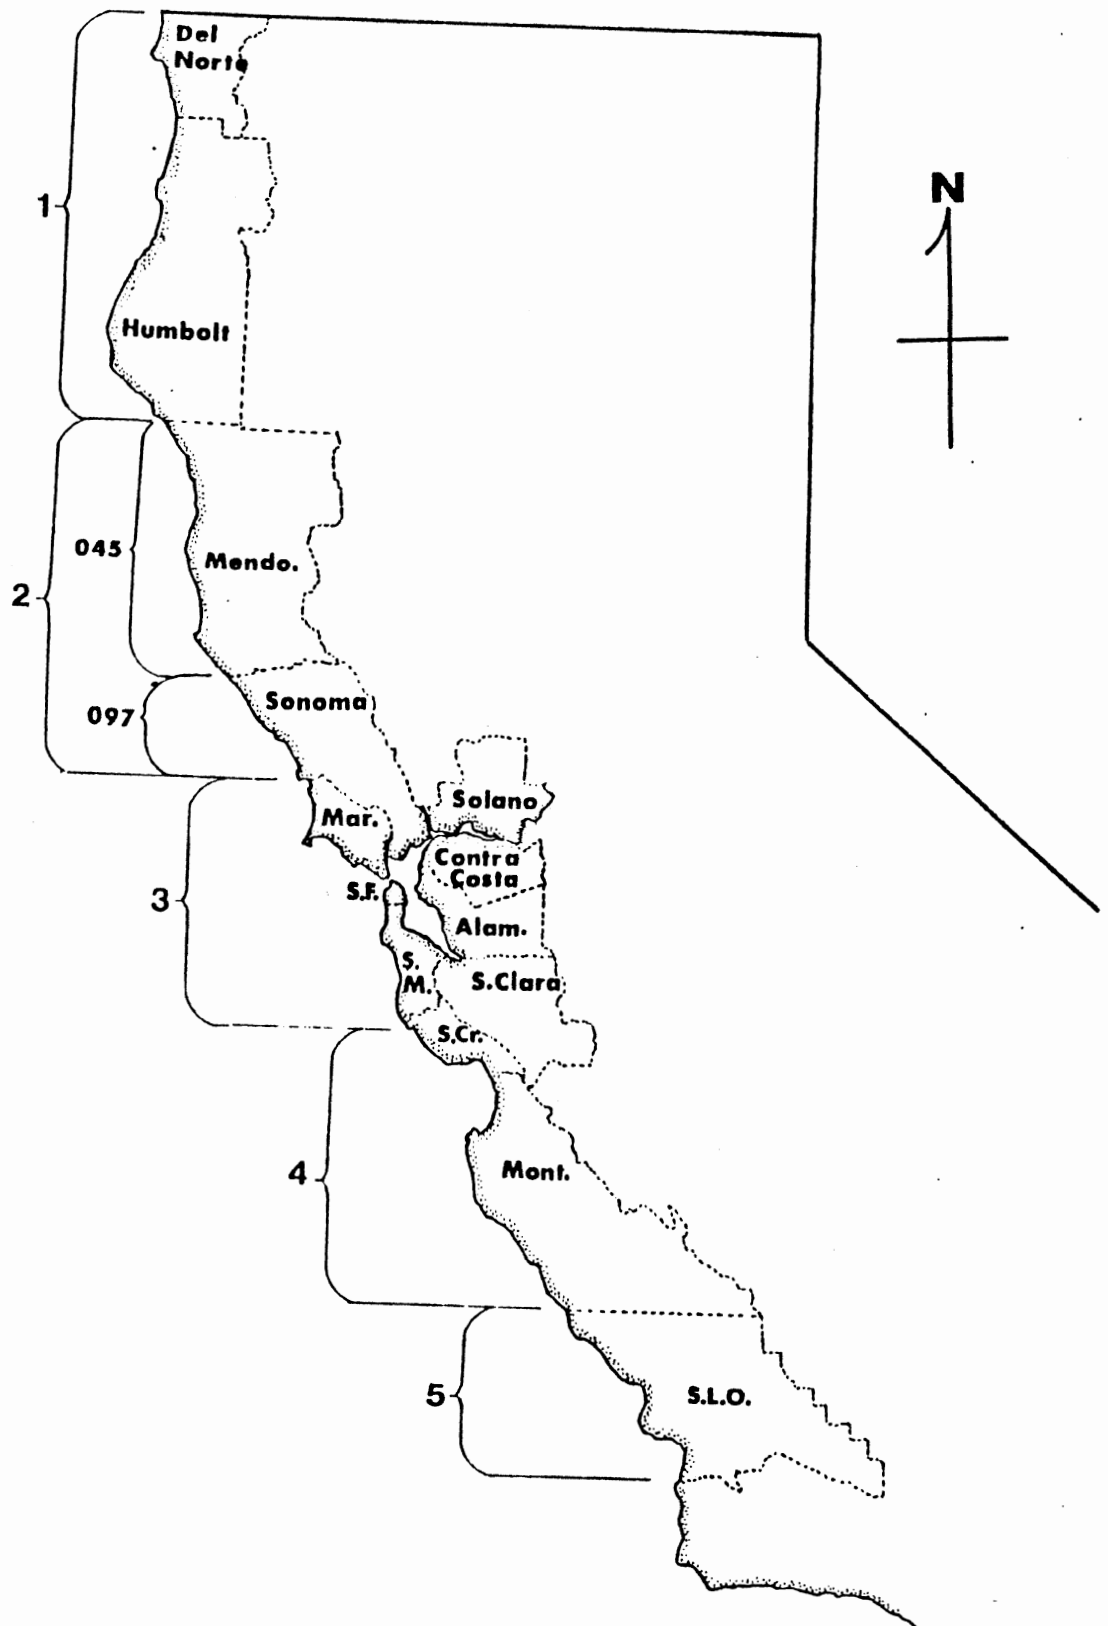 Del
Norte
N
1
Humbolt
045
Mendo.
2
Sonoma
097
Solano
Mar.
Contra
Costa
S.F.
3
Alam.
S.
M.
S.Clara
S.Cr.
4
Mont.
5
S.L.O.